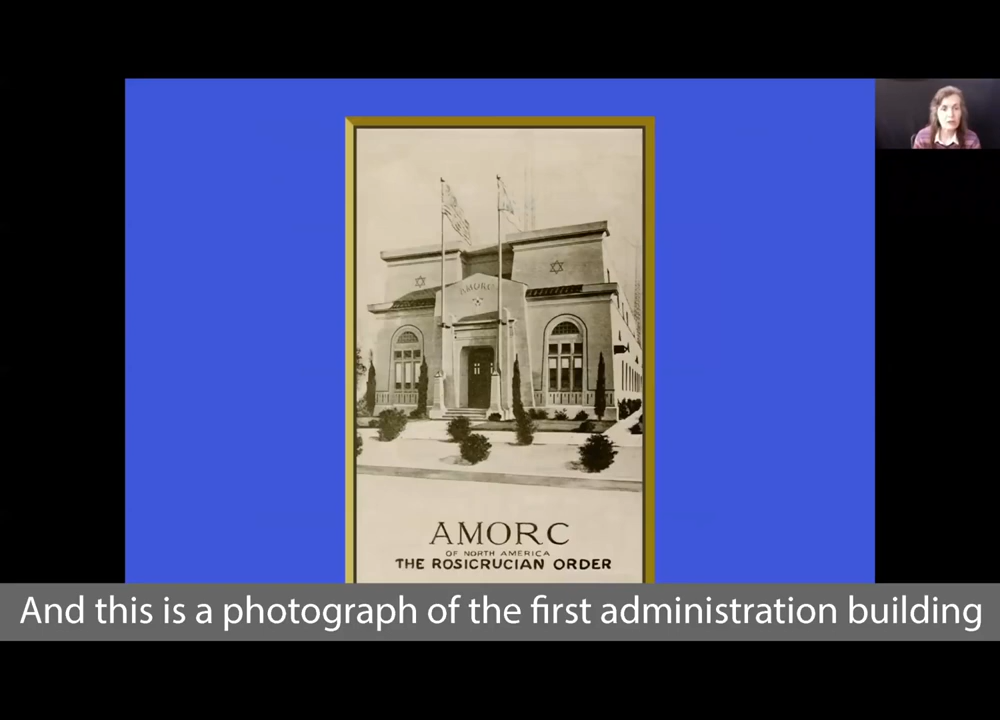 AMORC
AMORC
OF NORTH AMERICA
THE ROSICRUCIAN ORDER
And this is a photograph of the first administration building